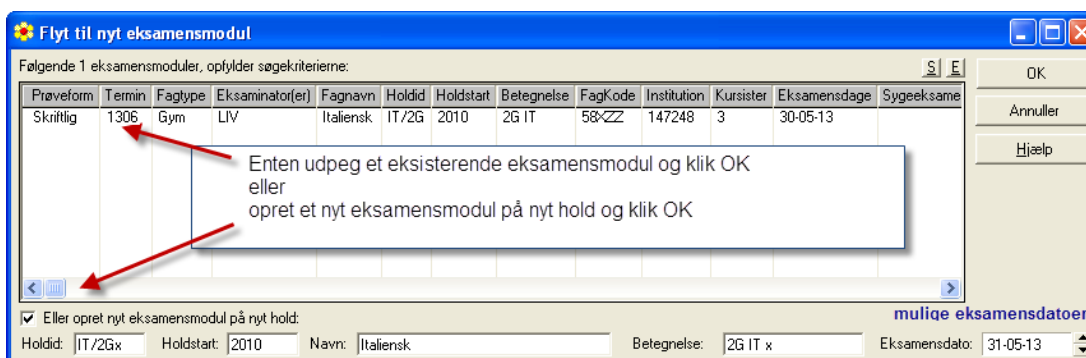 Flyt til nyt eksamensmodul
Følgende 1 eksamensmoduler, opfylder søgekriterierne:
S E
OK
Prøveform Termin Fagtype Eksaminator(er) Fagnavn Holdid Holdstart Betegnelse FagKode Institution Kursister Eksamensdage Sygeeksame
Skriftlig 1306 Gym LIV Italiensk IT/2G 2010 2G IT 58XZZ 147248 3 30-05-13
Annuller
Hjælp
Enten udpeg et eksisterende eksamensmodul og klik OK
eller
opret et nyt eksamensmodul på nyt hold og klik OK
mulige eksamensdatoer
Eller opret nyt eksamensmodul på nyt hold:
Holdid: IT/2Gx Holdstart: 2010 Navn: Italiensk Betegnelse: 2G IT x Eksamensdato: 31-05-13